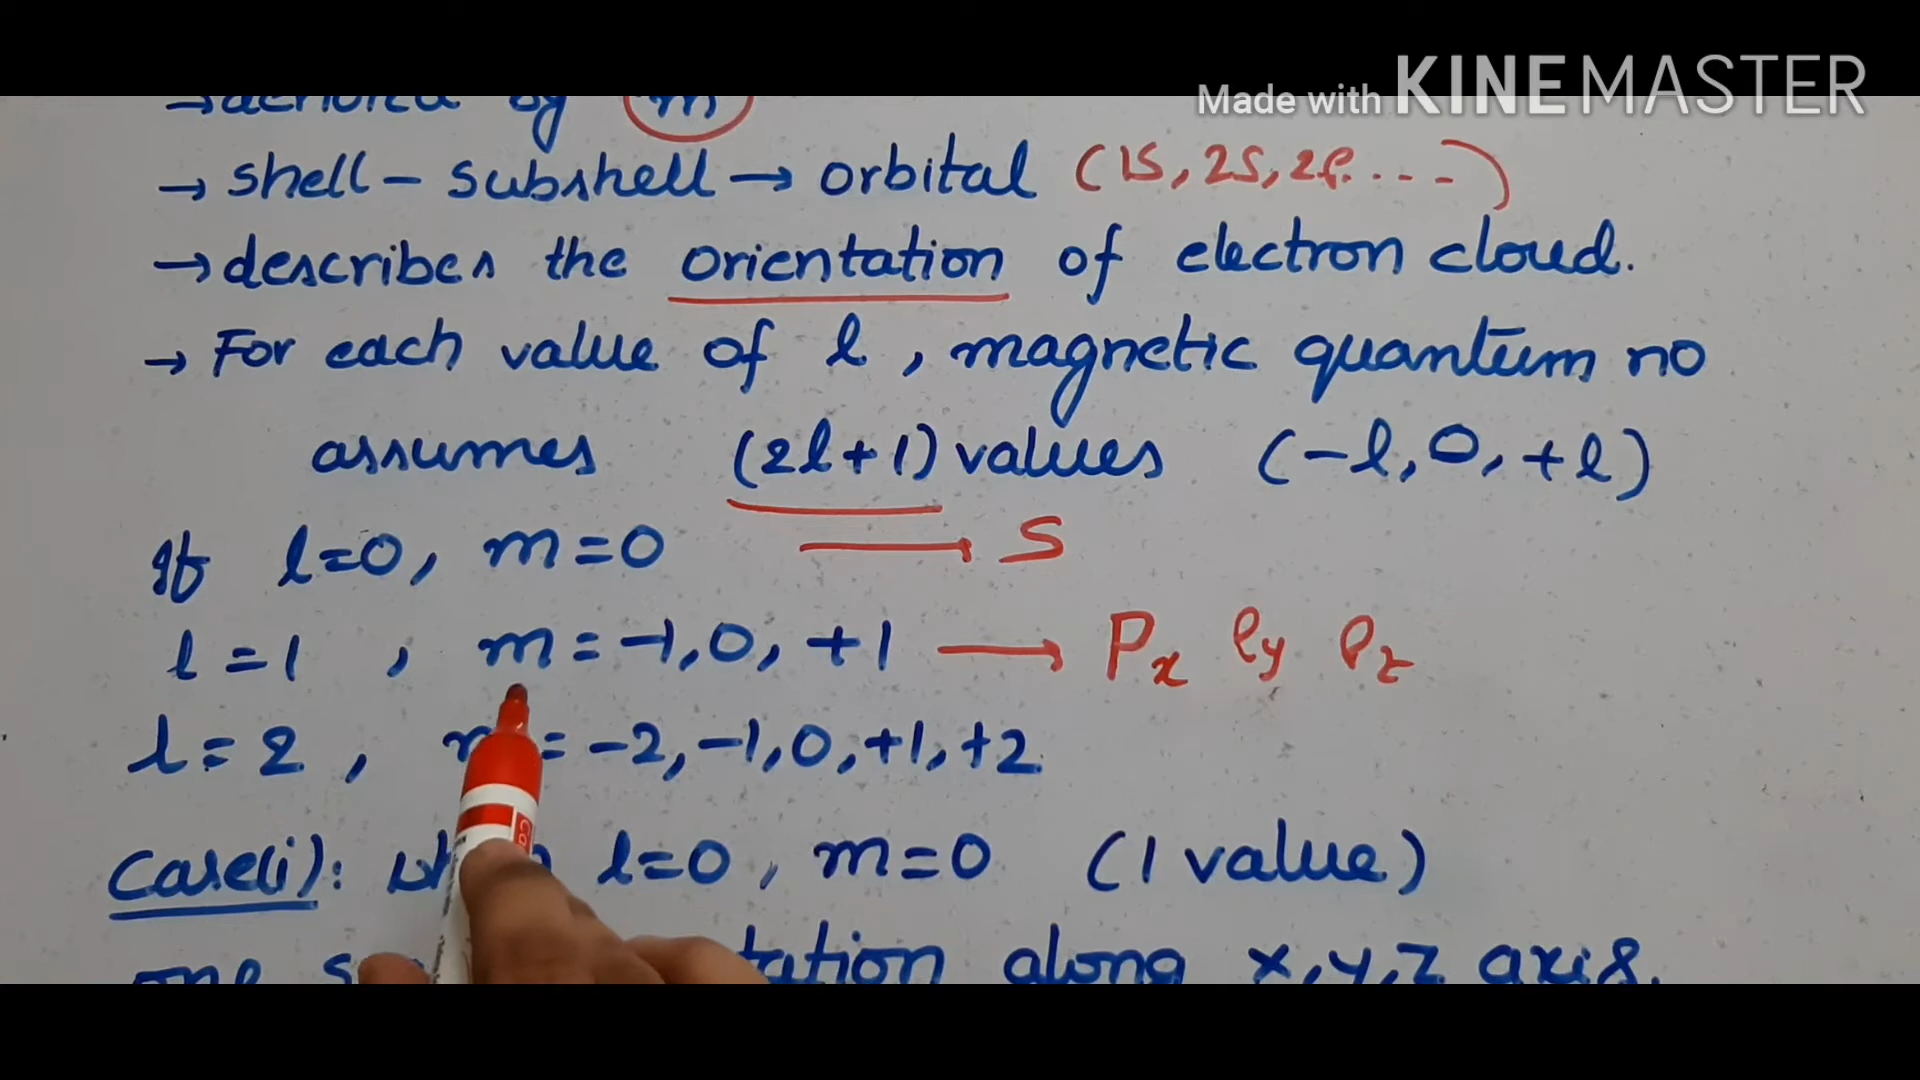 Made with KINEMASTER
→denoted by m
→ shell - subshell → orbital (1S, 2S, 2P....-)
→ describes the orientation of electron cloud.
→ For each value of l, magnetic quantum no
assumes (2l+1) values (-l, 0, +l)
If l=0, m=0 → S
l=1, m=-1,0,+1 → Px Py Pz
l=2, = -2,-1,0,+1,+2
Case(i): l=0, m=0 (1 value)
along x,y,z axis.